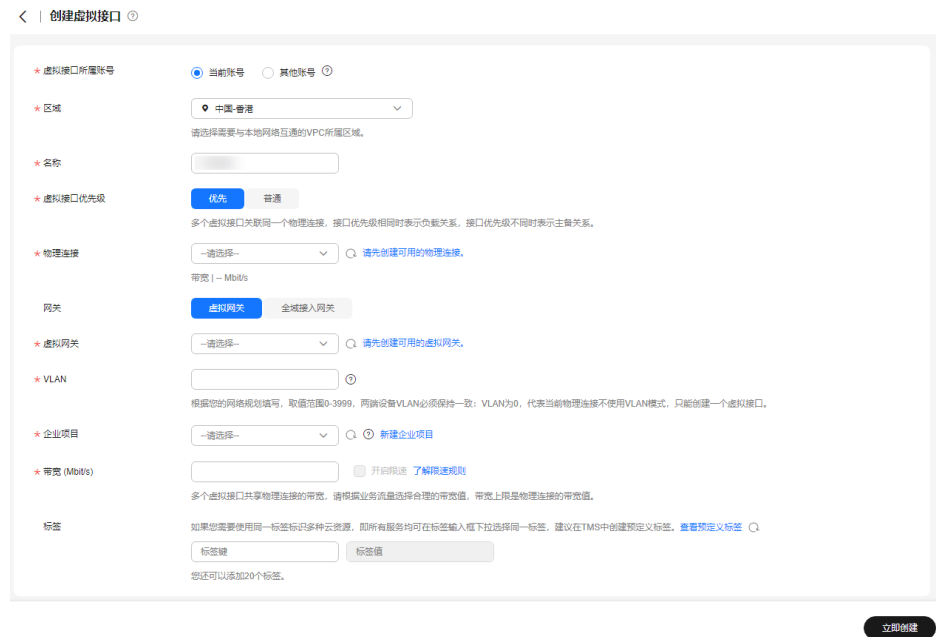 创建虚拟接口
* 虚拟接口所属账号 当前账号 其他账号
* 区域 中国-香港
请选择需要与本地网络互通的VPC所属区域。
* 名称
* 虚拟接口优先级 优先 普通
多个虚拟接口关联同一个物理连接，接口优先级相同时表示负载关系，接口优先级不同时表示主备关系。
* 物理连接 --请选择-- 请先创建可用的物理连接。
带宽 | -- Mbit/s
网关 虚拟网关 全域接入网关
* 虚拟网关 --请选择-- 请先创建可用的虚拟网关。
* VLAN
根据您的网络规划填写，取值范围0-3999，两端设备VLAN必须保持一致；VLAN为0，代表当前物理连接不使用VLAN模式，只能创建一个虚拟接口。
* 企业项目 --请选择-- 新建企业项目
* 带宽 (Mbit/s) 开启限速 了解限速规则
多个虚拟接口共享物理连接的带宽，请根据业务流量选择合理的带宽值，带宽上限是物理连接的带宽值。
标签 如果您需要使用同一标签标识多种云资源，即所有服务均可在标签输入框下拉选择同一标签，建议在TMS中创建预定义标签。查看预定义标签
标签键 标签值
您还可以添加20个标签。
立即创建